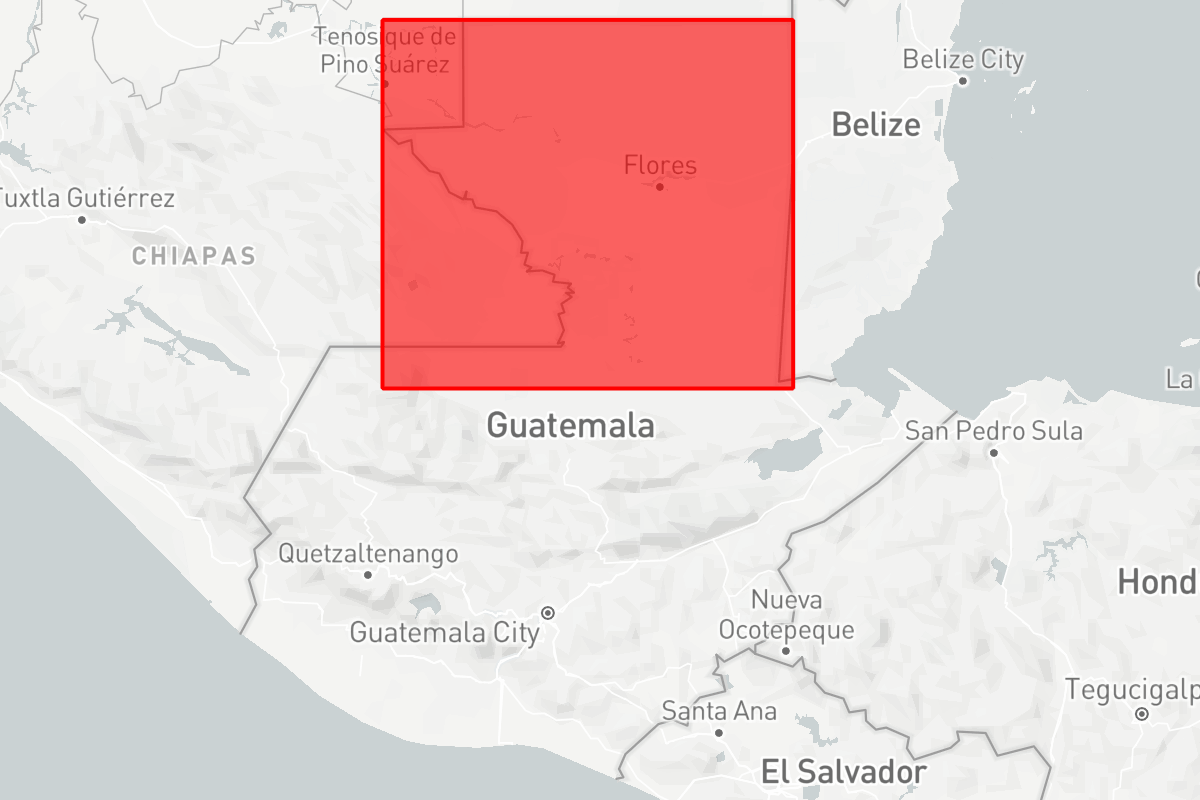 Tenosique de
Pino Suárez
Belize City
Belize
Flores
Tuxtla Gutiérrez
CHIAPAS
La
Guatemala
San Pedro Sula
Quetzaltenango
Hond
Nueva
Ocotepeque
Guatemala City
Tegucigalp
Santa Ana
El Salvador